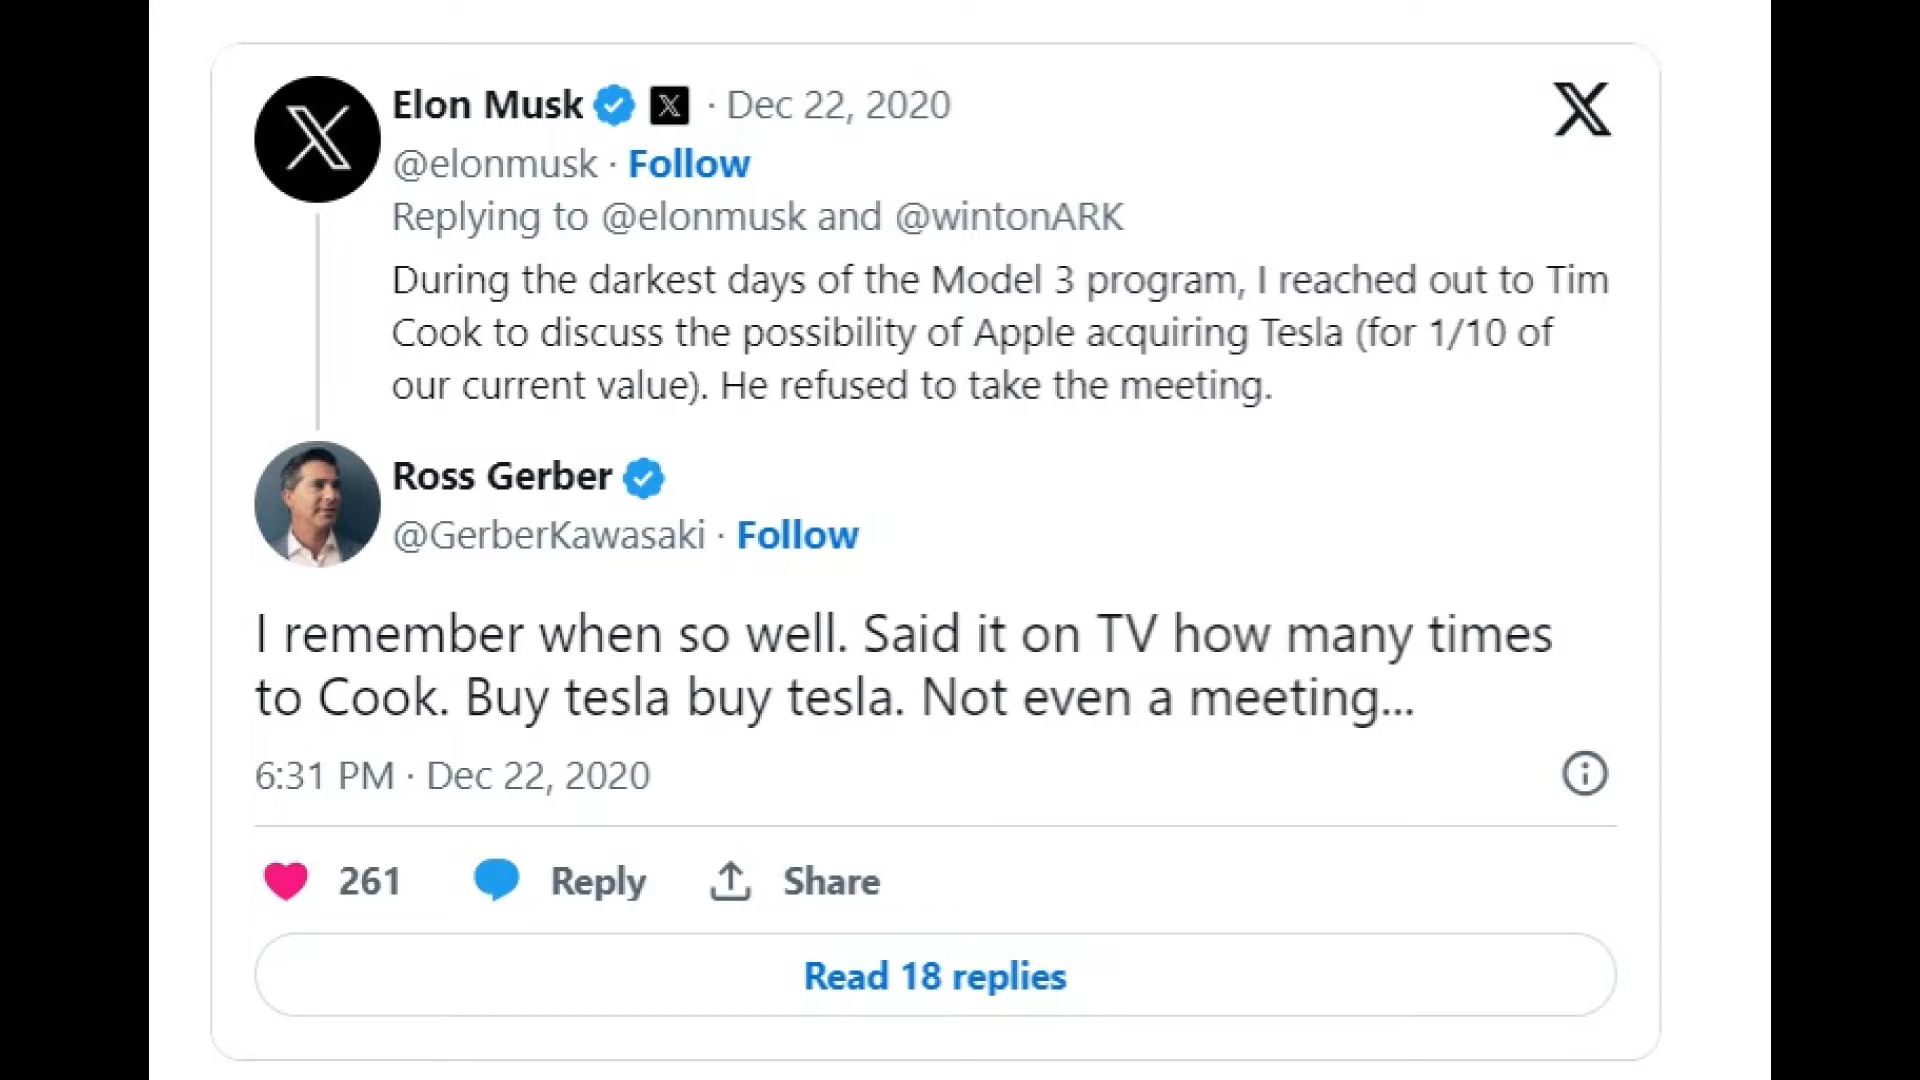 Elon Musk · Dec 22, 2020
@elonmusk · Follow
Replying to @elonmusk and @wintonARK
During the darkest days of the Model 3 program, I reached out to Tim
Cook to discuss the possibility of Apple acquiring Tesla (for 1/10 of
our current value). He refused to take the meeting.
Ross Gerber
@GerberKawasaki · Follow
I remember when so well. Said it on TV how many times
to Cook. Buy tesla buy tesla. Not even a meeting...
6:31 PM · Dec 22, 2020
261 Reply Share
Read 18 replies